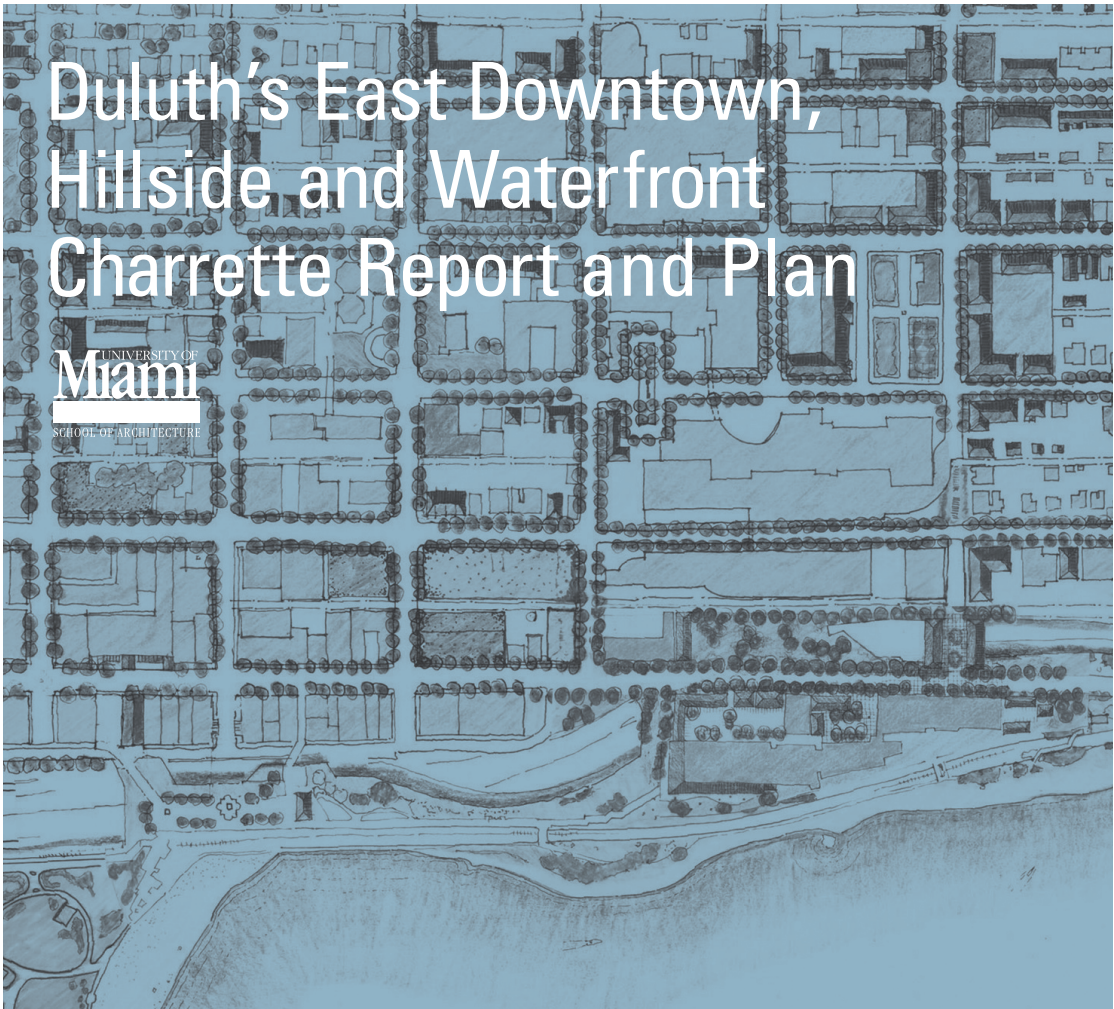 Duluth's East Downtown,
Hillside and Waterfront
Charrette Report and Plan
UNIVERSITY OF
Miami
SCHOOL OF ARCHITECTURE